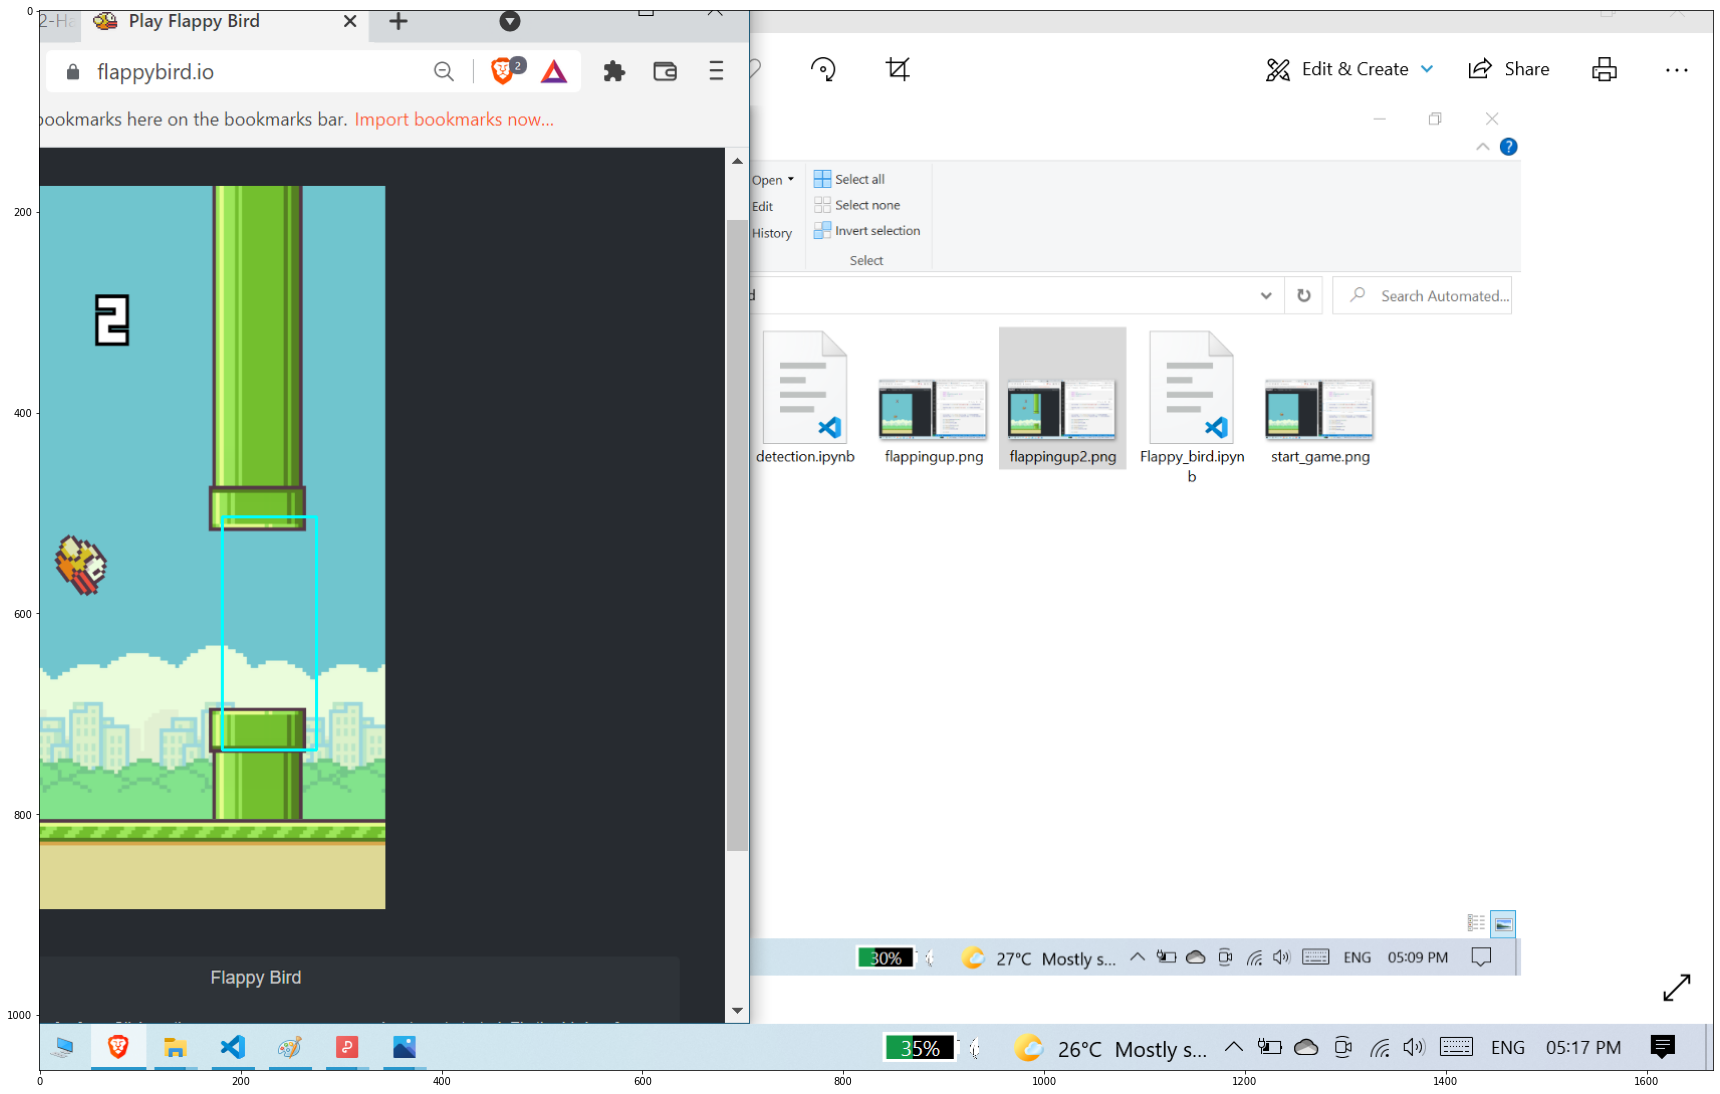 Play Flappy Bird
flappybird.io
2
bookmarks here on the bookmarks bar. Import bookmarks now...
Edit & Create
Share
Open
Edit
History
Select all
Select none
Invert selection
Select
Search Automated...
2
detection.ipynb
flappingup.png
flappingup2.png
Flappy_bird.ipyn
b
start_game.png
30%
27°C Mostly s...
ENG
05:09 PM
Flappy Bird
35%
26°C Mostly s...
ENG
05:17 PM
200
400
600
800
1000
0
0
200
400
600
800
1000
1200
1400
1600